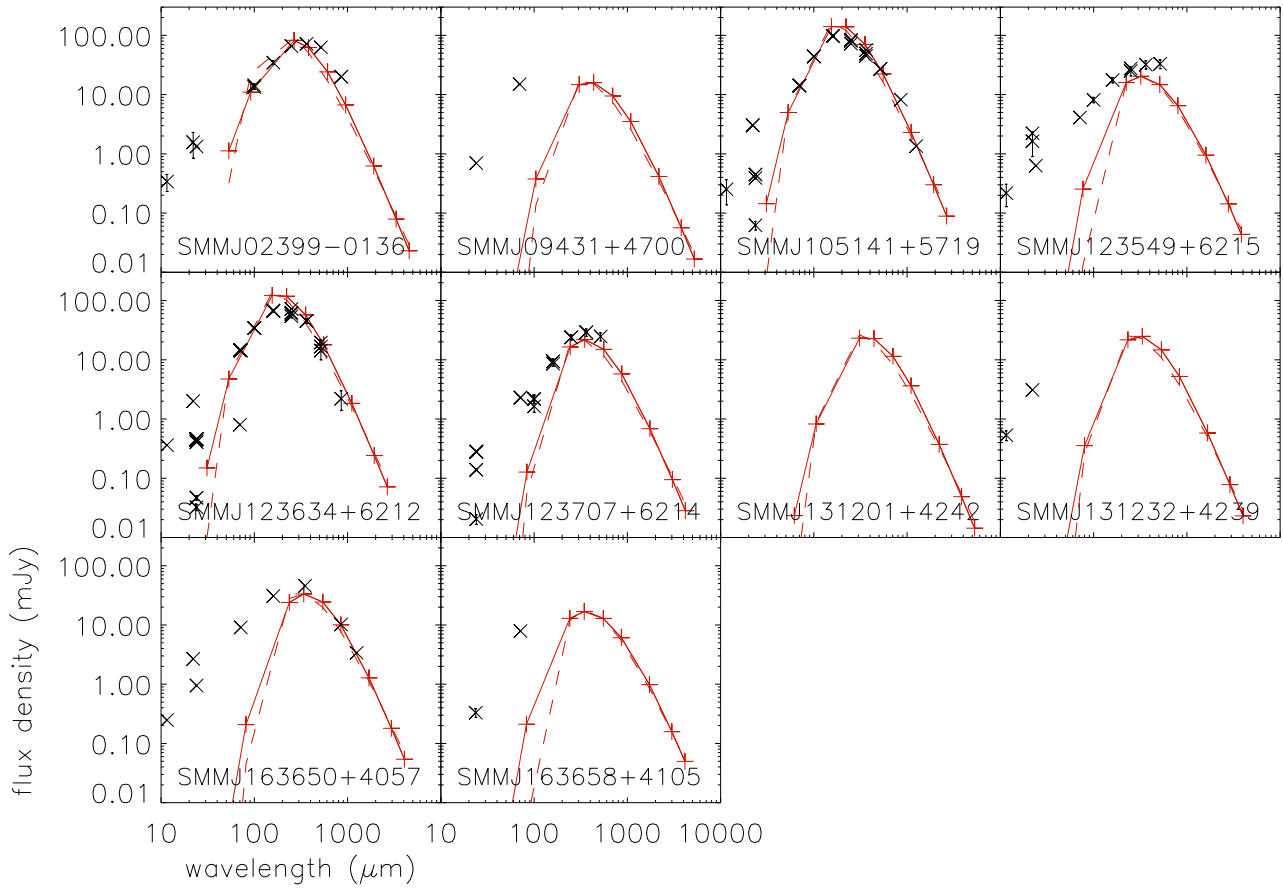 100.00
10.00
1.00
0.10
0.01
SMMJ02399−0136
SMMJ09431+4700
SMMJ105141+5719
SMMJ123549+6215
100.00
10.00
1.00
0.10
0.01
SMMJ123634+6212
SMMJ123707+6214
SMMJ131201+4242
SMMJ131232+4239
100.00
10.00
1.00
0.10
0.01
SMMJ163650+4057
SMMJ163658+4105
flux density (mJy)
10 100 1000 10 100 1000 10000
wavelength (μm)